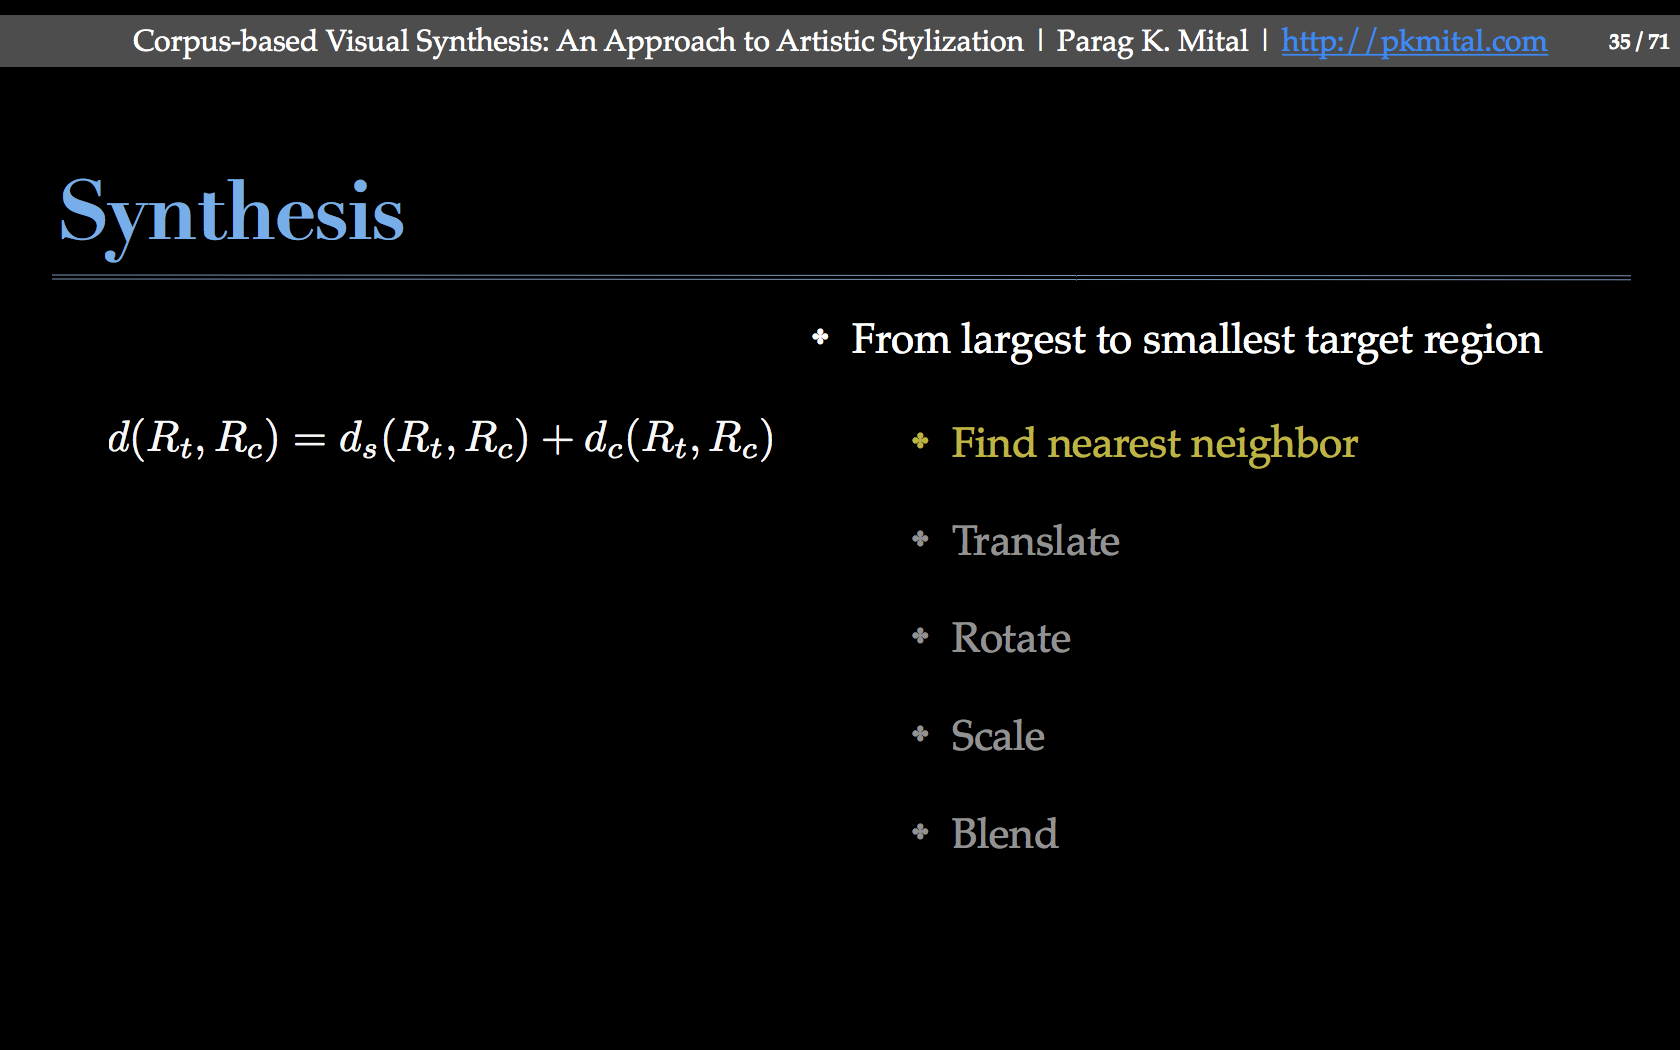 Corpus-based Visual Synthesis: An Approach to Artistic Stylization | Parag K. Mital | http://pkmital.com 35 / 71
Synthesis
✤ From largest to smallest target region
d(R_t, R_c) = d_s(R_t, R_c) + d_c(R_t, R_c)
✤ Find nearest neighbor
✤ Translate
✤ Rotate
✤ Scale
✤ Blend